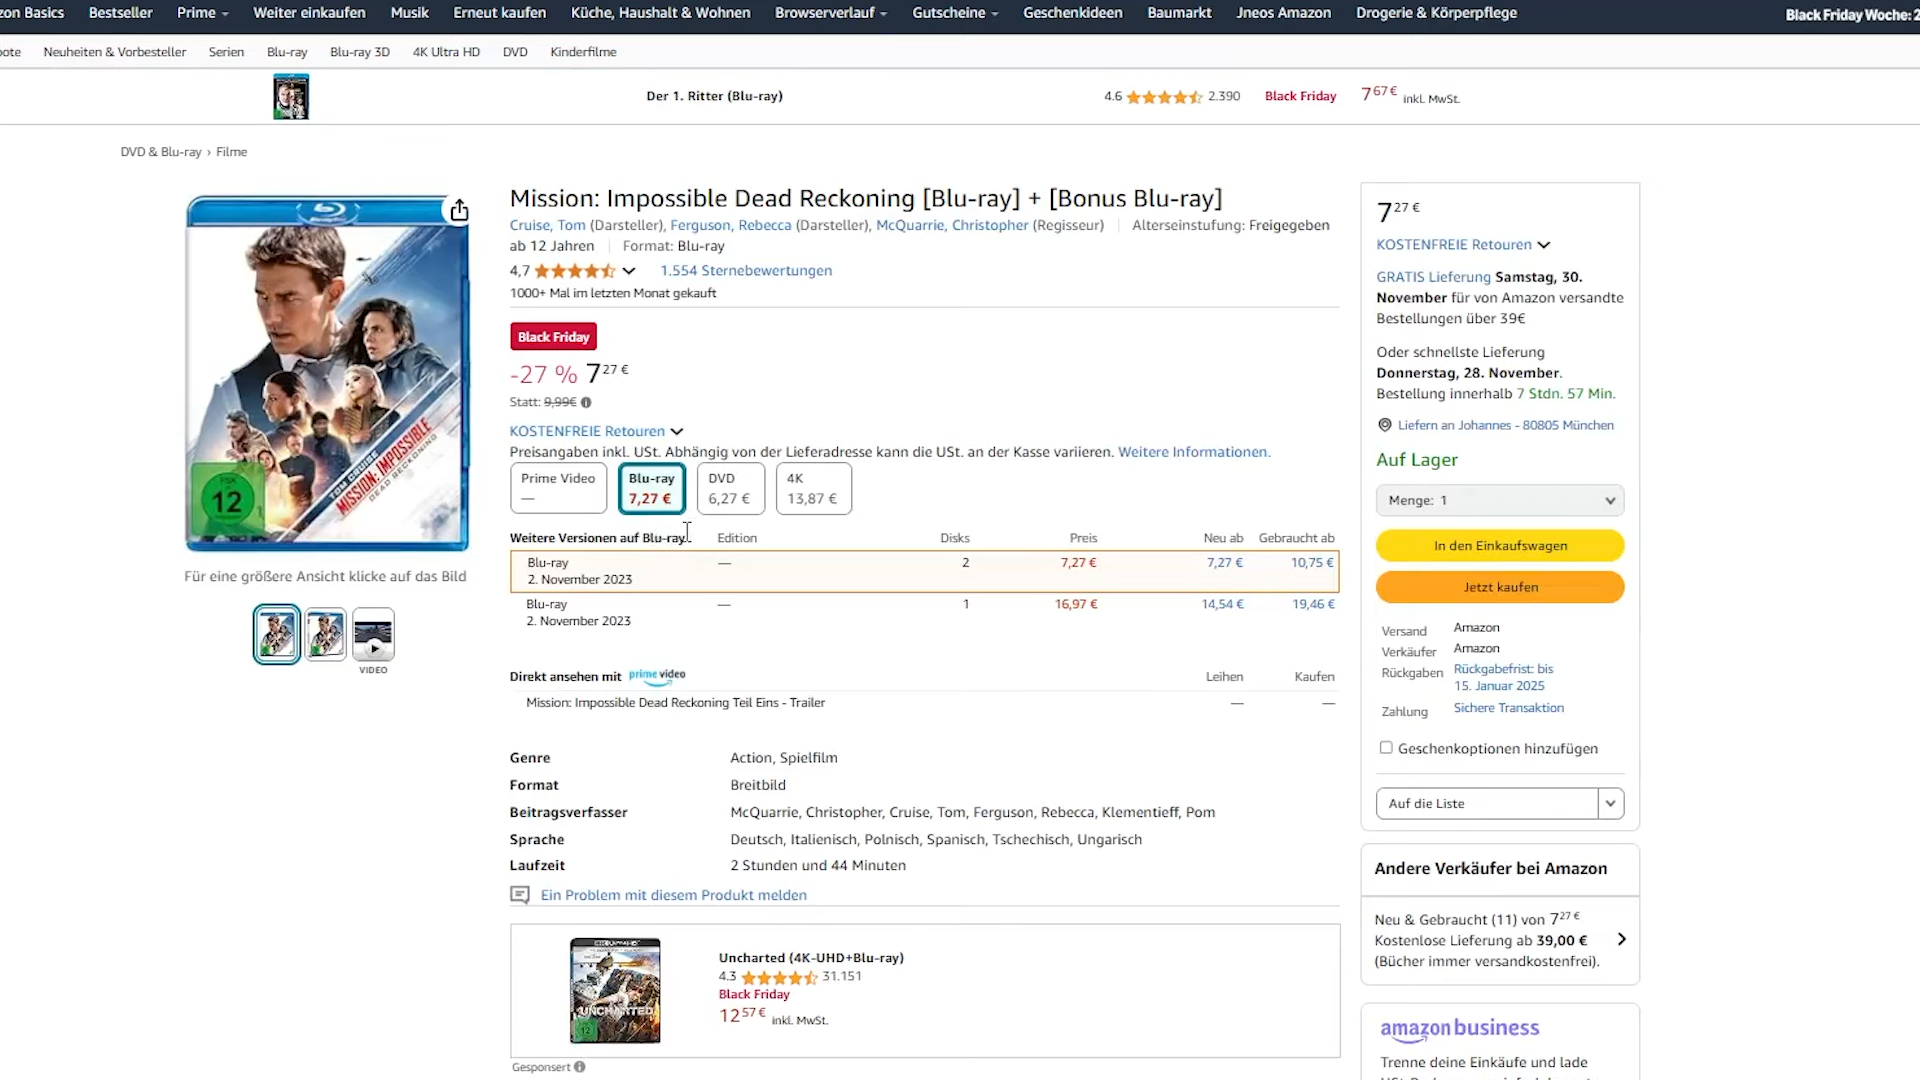 zon Basics Bestseller Prime Weiter einkaufen Musik Erneut kaufen Küche, Haushalt & Wohnen Browserverlauf Gutscheine Geschenkideen Baumarkt Jneos Amazon Drogerie & Körperpflege Black Friday Woche: 2
ote Neuheiten & Vorbesteller Serien Blu-ray Blu-ray 3D 4K Ultra HD DVD Kinderfilme
Der 1. Ritter (Blu-ray) 4.6 2.390 Black Friday 7 67 € inkl. MwSt.
DVD & Blu-ray › Filme
Mission: Impossible Dead Reckoning [Blu-ray] + [Bonus Blu-ray]
Cruise, Tom (Darsteller), Ferguson, Rebecca (Darsteller), McQuarrie, Christopher (Regisseur) Alterseinstufung: Freigegeben
ab 12 Jahren Format: Blu-ray
4,7 1.554 Sternebewertungen
1000+ Mal im letzten Monat gekauft
Black Friday
-27 % 7 27 €
Statt: 9,99€
KOSTENFREIE Retouren
Preisangaben inkl. USt. Abhängig von der Lieferadresse kann die USt. an der Kasse variieren. Weitere Informationen.
Prime Video
—
Blu-ray
7,27 €
DVD
6,27 €
4K
13,87 €
Weitere Versionen auf Blu-ray Edition Disks Preis Neu ab Gebraucht ab
Blu-ray — 2 7,27 € 7,27 € 10,75 €
2. November 2023
Blu-ray — 1 16,97 € 14,54 € 19,46 €
2. November 2023
Direkt ansehen mit prime video Leihen Kaufen
Mission: Impossible Dead Reckoning Teil Eins - Trailer — —
Genre Action, Spielfilm
Format Breitbild
Beitragsverfasser McQuarrie, Christopher, Cruise, Tom, Ferguson, Rebecca, Klementieff, Pom
Sprache Deutsch, Italienisch, Polnisch, Spanisch, Tschechisch, Ungarisch
Laufzeit 2 Stunden und 44 Minuten
Ein Problem mit diesem Produkt melden
UNCHARTED
12
Uncharted (4K-UHD+Blu-ray)
4.3 31.151
Black Friday
12 57 € inkl. MwSt.
Gesponsert
Blu-ray
TOM CRUISE
MISSION: IMPOSSIBLE
DEAD RECKONING
FSK
12
Für eine größere Ansicht klicke auf das Bild
VIDEO
7 27 €
KOSTENFREIE Retouren
GRATIS Lieferung Samstag, 30.
November für von Amazon versandte
Bestellungen über 39€
Oder schnellste Lieferung
Donnerstag, 28. November.
Bestellung innerhalb 7 Stdn. 57 Min.
Liefern an Johannes - 80805 München
Auf Lager
Menge: 1
In den Einkaufswagen
Jetzt kaufen
Versand Amazon
Verkäufer Amazon
Rückgaben Rückgabefrist: bis
15. Januar 2025
Zahlung Sichere Transaktion
Geschenkoptionen hinzufügen
Auf die Liste
Andere Verkäufer bei Amazon
Neu & Gebraucht (11) von 7 27 €
Kostenlose Lieferung ab 39,00 €
(Bücher immer versandkostenfrei).
amazon business
Trenne deine Einkäufe und lade